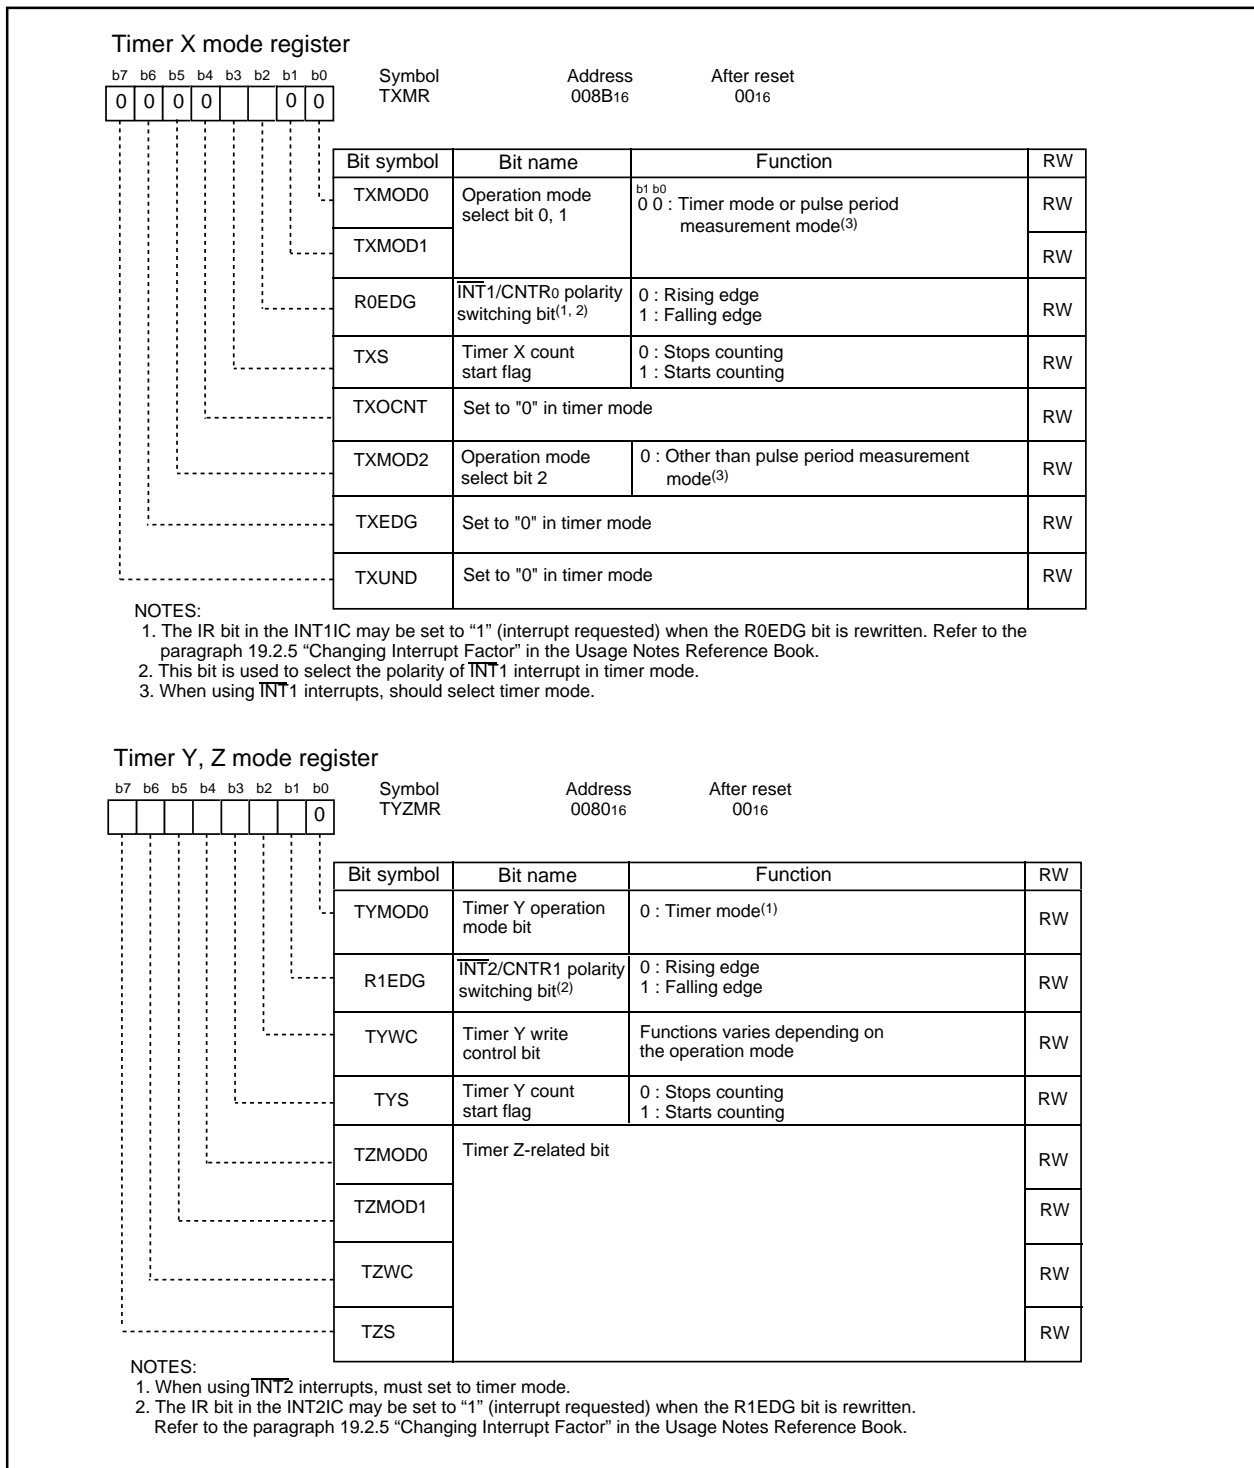 Timer X mode register
b7 b6 b5 b4 b3 b2 b1 b0
Symbol Address After reset
TXMR 008B16 0016
0 0 0 0 0 0
Bit symbol Bit name Function RW
TXMOD0 Operation mode select bit 0, 1 b1 b0
0 0 : Timer mode or pulse period
measurement mode(3) RW
TXMOD1 RW
R0EDG INT1/CNTR0 polarity
switching bit(1, 2) 0 : Rising edge
1 : Falling edge RW
TXS Timer X count
start flag 0 : Stops counting
1 : Starts counting RW
TXOCNT Set to "0" in timer mode RW
TXMOD2 Operation mode
select bit 2 0 : Other than pulse period measurement
mode(3) RW
TXEDG Set to "0" in timer mode RW
TXUND Set to "0" in timer mode RW
NOTES:
1. The IR bit in the INT1IC may be set to “1” (interrupt requested) when the R0EDG bit is rewritten. Refer to the
paragraph 19.2.5 “Changing Interrupt Factor” in the Usage Notes Reference Book.
2. This bit is used to select the polarity of INT1 interrupt in timer mode.
3. When using INT1 interrupts, should select timer mode.
Timer Y, Z mode register
b7 b6 b5 b4 b3 b2 b1 b0
Symbol Address After reset
TYZMR 008016 0016
0
Bit symbol Bit name Function RW
TYMOD0 Timer Y operation
mode bit 0 : Timer mode(1) RW
R1EDG INT2/CNTR1 polarity
switching bit(2) 0 : Rising edge
1 : Falling edge RW
TYWC Timer Y write
control bit Functions varies depending on
the operation mode RW
TYS Timer Y count
start flag 0 : Stops counting
1 : Starts counting RW
TZMOD0 Timer Z-related bit RW
TZMOD1 RW
TZWC RW
TZS RW
NOTES:
1. When using INT2 interrupts, must set to timer mode.
2. The IR bit in the INT2IC may be set to “1” (interrupt requested) when the R1EDG bit is rewritten.
Refer to the paragraph 19.2.5 “Changing Interrupt Factor” in the Usage Notes Reference Book.